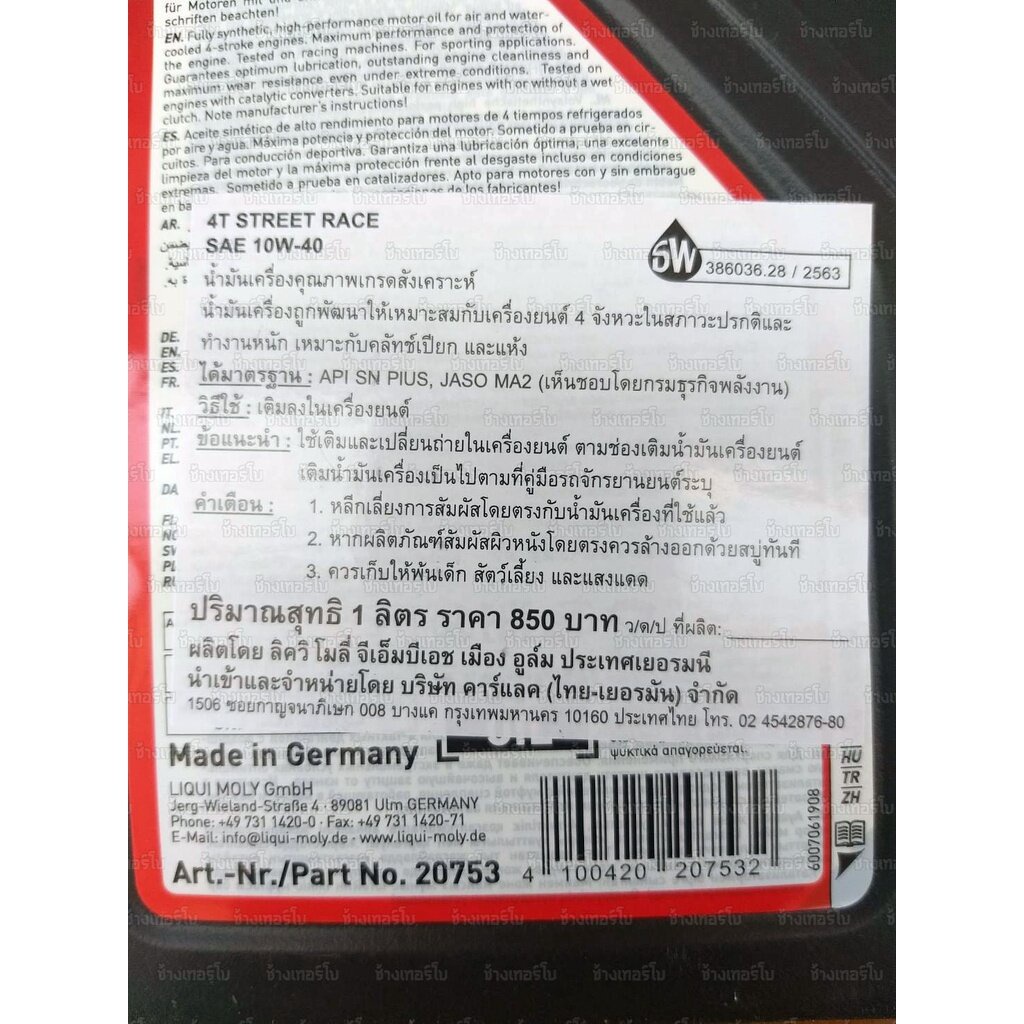 für Motoren mit und
schriften beachten!
EN. Fully synthetic, high-performance motor oil for air and water-
cooled 4-stroke engines. Maximum performance and protection of
the engine. Tested on racing machines. For sporting applications.
Guarantees optimum lubrication, outstanding engine cleanliness and
maximum wear resistance even under extreme conditions. Tested on
engines with catalytic converters. Suitable for engines with or without a wet
clutch. Note manufacturer's instructions!
ES. Aceite sintético de alto rendimiento para motores de 4 tiempos refrigerados
por aire y agua. Máxima potencia y protección del motor. Sometido a prueba en cir-
cuitos. Para conducción deportiva. Garantiza una lubricación óptima, una excelente
limpieza del motor y la máxima protección frente al desgaste incluso en condiciones
extremas. Sometido a prueba en catalizadores. Apto para motores con y sin embrague
en ba de los fabricantes!
AR.
4T STREET RACE
SAE 10W-40
5W 386036.28 / 2563
น้ำมันเครื่องคุณภาพเกรดสังเคราะห์
น้ำมันเครื่องถูกพัฒนาให้เหมาะสมกับเครื่องยนต์ 4 จังหวะในสภาวะปรกติและ
ทำงานหนัก เหมาะกับคลัทช์เปียก และแห้ง
ได้มาตรฐาน : API SN PIUS, JASO MA2 (เห็นชอบโดยกรมธุรกิจพลังงาน)
วิธีใช้ : เติมลงในเครื่องยนต์
ข้อแนะนำ : ใช้เติมและเปลี่ยนถ่ายในเครื่องยนต์ ตามช่องเติมน้ำมันเครื่องยนต์
เติมน้ำมันเครื่องเป็นไปตามที่คู่มือรถจักรยานยนต์ระบุ
คำเตือน : 1. หลีกเลี่ยงการสัมผัสโดยตรงกับน้ำมันเครื่องที่ใช้แล้ว
2. หากผลิตภัณฑ์สัมผัสผิวหนังโดยตรงควรล้างออกด้วยสบู่ทันที
3. ควรเก็บให้พ้นเด็ก สัตว์เลี้ยง และแสงแดด
ปริมาณสุทธิ 1 ลิตร ราคา 850 บาท ว/ด/ป ที่ผลิต:
ผลิตโดย ลิควิ โมลี่ จีเอ็มบีเอช เมือง อูล์ม ประเทศเยอรมนี
นำเข้าและจำหน่ายโดย บริษัท คาร์แลค (ไทย-เยอรมัน) จำกัด
1506 ซอยกาญจนาภิเษก 008 บางแค กรุงเทพมหานคร 10160 ประเทศไทย โทร. 02 4542876-80
DE.
EN.
ES.
FR.
IT.
NL.
PT.
EL.
DA
ψυκτικά απαγορεύεται.
Made in Germany
LIQUI MOLY GmbH
Jerg-Wieland-Straße 4 · 89081 Ulm GERMANY
Phone: +49 731 1420-0 · Fax: +49 731 1420-71
E-Mail: info@liqui-moly.de · www.liqui-moly.de
Art.-Nr./Part No. 20753
4 100420 207532
6007061908
HU
TR
ZH
ช้างเทอร์โบ